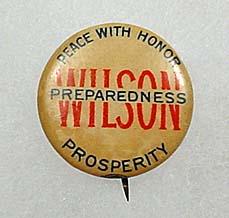 PEACE WITH HONOR
WILSON
PREPAREDNESS
PROSPERITY